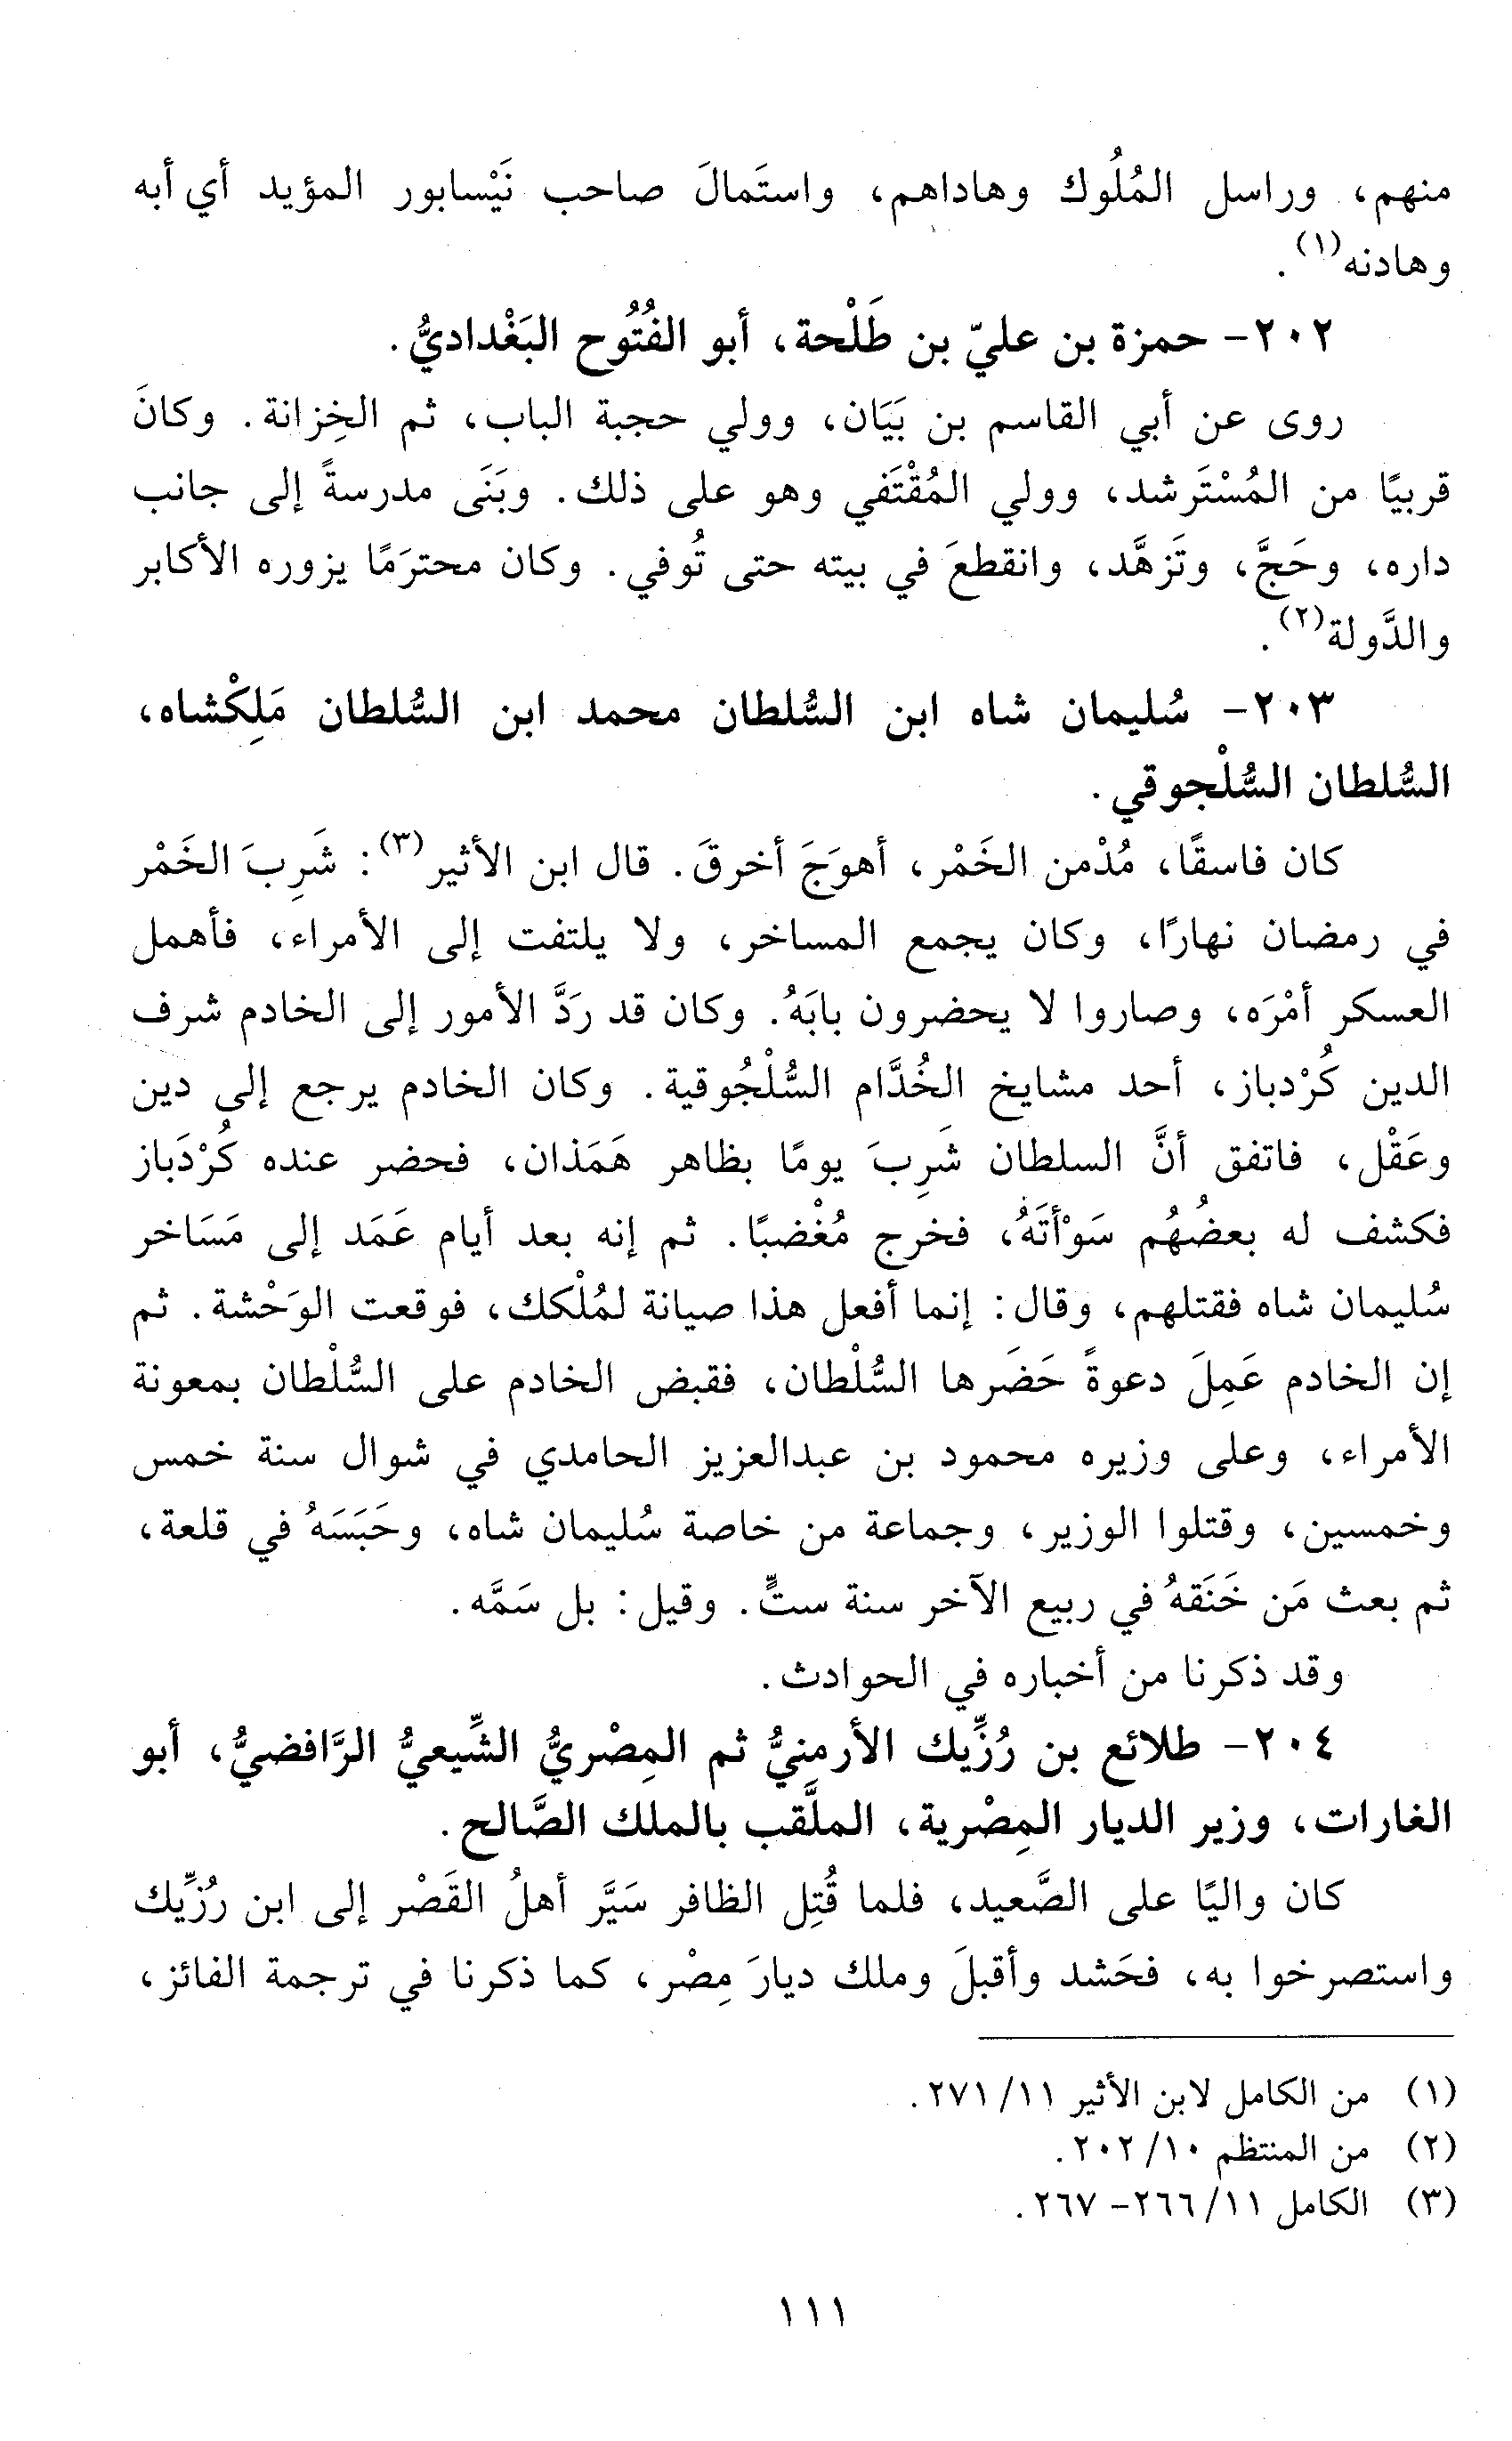 منهم، وراسل المُلُوك وهاداهم، واستَمالَ صاحب نَيْسابور المؤيد أي أبه
وهادنه(١).
٢٠٢- حمزة بن عليّ بن طَلْحة، أبو الفُتُوح البَغْداديُّ.
روى عن أبي القاسم بن بَيَان، وولي حجبة الباب، ثم الخِزانة. وكانَ
قريبًا من المُسْتَرشد، وولي المُقْتَفي وهو على ذلك. وبَنَى مدرسةً إلى جانب
داره، وحَجَّ، وتَزهَّد، وانقطعَ في بيته حتى تُوفي. وكان محترَمًا يزوره الأكابر
والدَّولة(٢).
٢٠٣- سُليمان شاه ابن السُّلطان محمد ابن السُّلطان مَلِكْشاه،
السُّلطان السُّلْجوقي.
كان فاسقًا، مُدْمن الخَمْر، أهوَجَ أخرقَ. قال ابن الأثير(٣): شَرِبَ الخَمْر
في رمضان نهارًا، وكان يجمع المساخر، ولا يلتفت إلى الأمراء، فأهمل
العسكر أمْرَه، وصاروا لا يحضرون بابَهُ. وكان قد رَدَّ الأمور إلى الخادم شرف
الدين كُرْدباز، أحد مشايخ الخُدَّام السُّلْجُوقية. وكان الخادم يرجع إلى دين
وعَقْل، فاتفق أنَّ السلطان شَرِبَ يومًا بظاهر هَمَذان، فحضر عنده كُرْدَباز
فكشف له بعضُهُم سَوْأَتَهُ، فخرج مُغْضبًا. ثم إنه بعد أيام عَمَد إلى مَسَاخر
سُليمان شاه فقتلهم، وقال: إنما أفعل هذا صيانة لمُلْكك، فوقعت الوَحْشة. ثم
إن الخادم عَمِلَ دعوةً حَضَرها السُّلْطان، فقبض الخادم على السُّلْطان بمعونة
الأمراء، وعلى وزيره محمود بن عبدالعزيز الحامدي في شوال سنة خمس
وخمسين، وقتلوا الوزير، وجماعة من خاصة سُليمان شاه، وحَبَسَهُ في قلعة،
ثم بعث مَن خَنَقهُ في ربيع الآخر سنة ستٍّ. وقيل: بل سَمَّه.
وقد ذكرنا من أخباره في الحوادث.
٢٠٤- طلائع بن رُزِّيك الأرمنيُّ ثم المِصْريُّ الشِّيعيُّ الرَّافضيُّ، أبو
الغارات، وزير الديار المِصْرية، الملَّقب بالملك الصَّالح.
كان واليًا على الصَّعيد، فلما قُتِل الظافر سَيَّر أهلُ القَصْر إلى ابن رُزِّيك
واستصرخوا به، فحَشد وأقبلَ وملك ديارَ مِصْر، كما ذكرنا في ترجمة الفائز،
(١) من الكامل لابن الأثير ١١/ ٢٧١.
(٢) من المنتظم ١٠/ ٢٠٢.
(٣) الكامل ١١/ ٢٦٦- ٢٦٧.
١١١